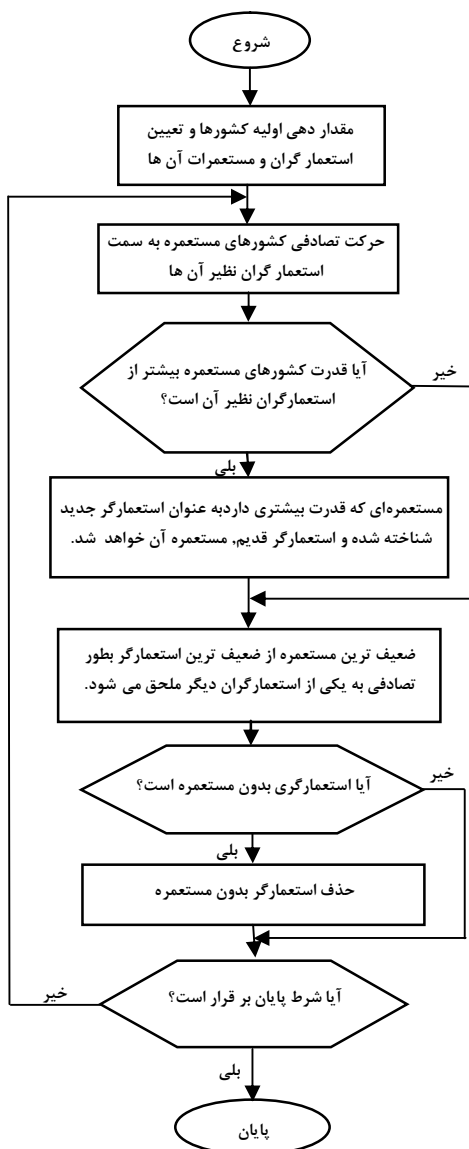 شروع
مقدار دهی اولیه کشورها و تعیین
استعمار گران و مستعمرات آن ها
حرکت تصادفی کشورهای مستعمره به سمت
استعمار گران نظیر آن ها
آیا قدرت کشورهای مستعمره بیشتر از
استعمارگران نظیر آن است؟
خیر
بلی
مستعمره‌ای که قدرت بیشتری داردبه عنوان استعمارگر جدید
شناخته شده و استعمارگر قدیم, مستعمره آن خواهد شد.
ضعیف ترین مستعمره از ضعیف ترین استعمارگر بطور
تصادفی به یکی از استعمارگران دیگر ملحق می شود.
آیا استعمارگری بدون مستعمره است؟
خیر
بلی
حذف استعمارگر بدون مستعمره
آیا شرط پایان بر قرار است؟
خیر
بلی
پایان